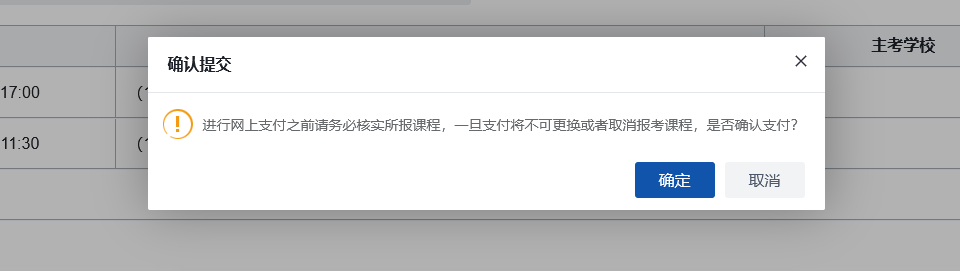 主考学校
确认提交
17:00
(1
进行网上支付之前请务必核实所报课程，一旦支付将不可更换或者取消报考课程，是否确认支付？
11:30
(1
确定
取消